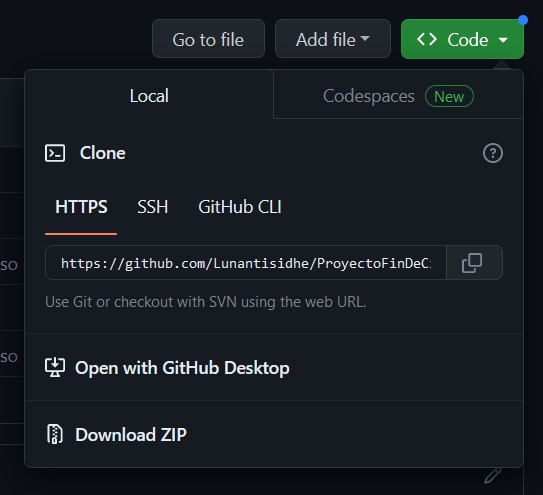 Go to file
Add file
<> Code
Local
Codespaces New
Clone
HTTPS SSH GitHub CLI
so
https://github.com/Lunantisidhe/ProyectoFinDeC
Use Git or checkout with SVN using the web URL.
so
Open with GitHub Desktop
Download ZIP